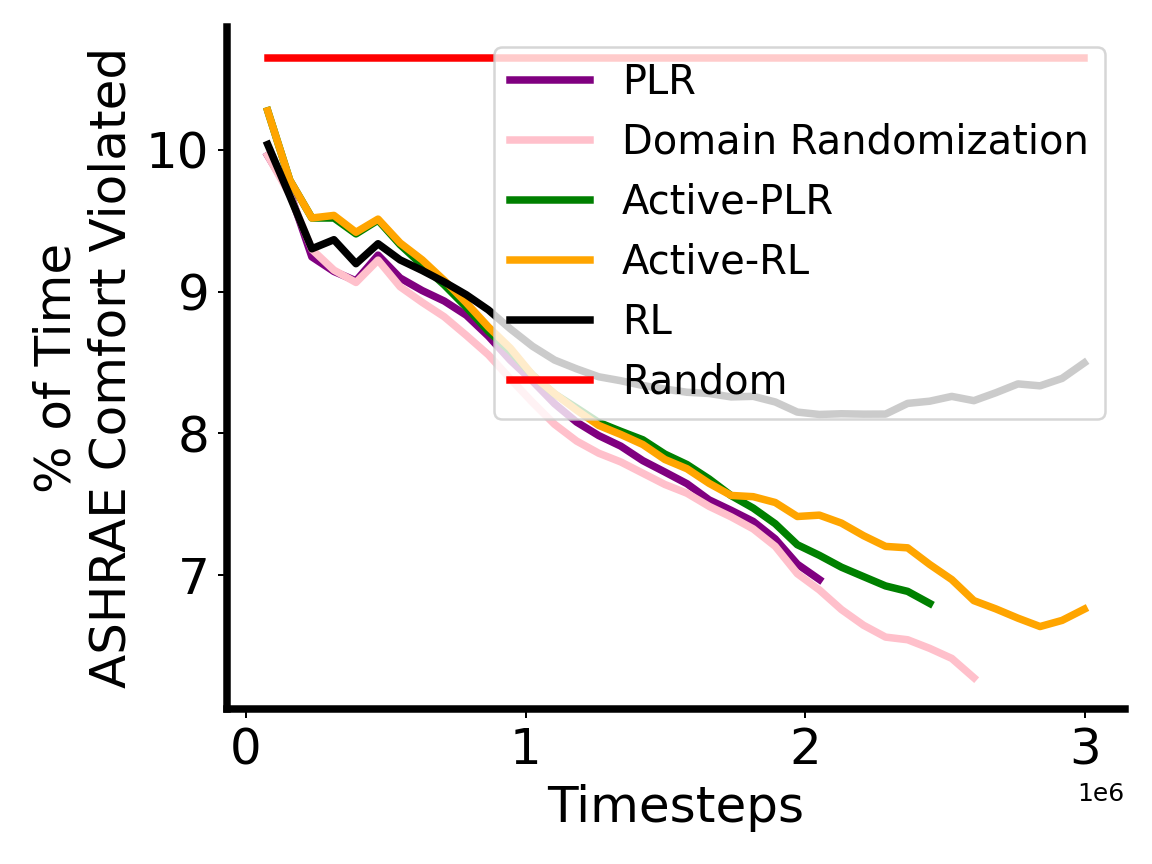 % of Time
ASHRAE Comfort Violated
10
9
8
7
PLR
Domain Randomization
Active-PLR
Active-RL
RL
Random
0
1
2
3
1e6
Timesteps